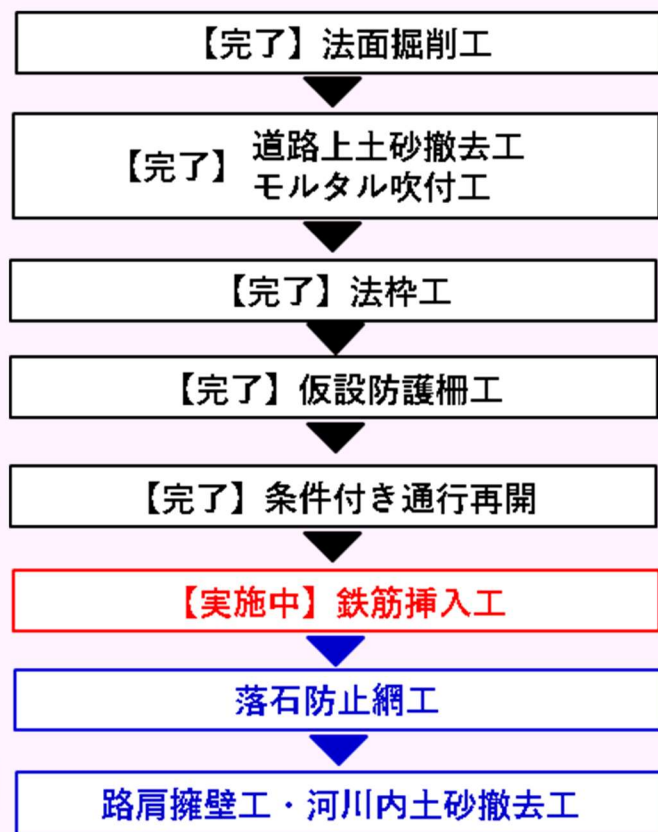 【完了】法面掘削工
【完了】道路上土砂撤去工
モルタル吹付工
【完了】法枠工
【完了】仮設防護柵工
【完了】条件付き通行再開
【実施中】鉄筋挿入工
落石防止網工
路肩擁壁工・河川内土砂撤去工